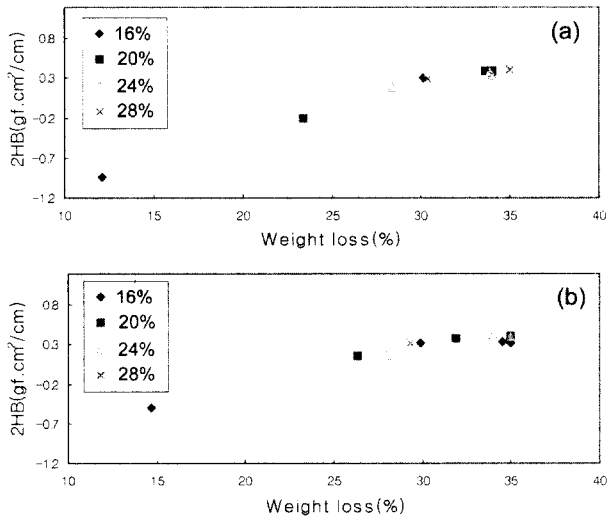 (a)
16%
20%
24%
28%
2HB(gf.cm²/cm)
0.8
0.3
-0.2
-0.7
-1.2
10 15 20 25 30 35 40
Weight loss(%)
(b)
16%
20%
24%
28%
2HB(gf.cm²/cm)
0.8
0.3
-0.2
-0.7
-1.2
10 15 20 25 30 35 40
Weight loss(%)